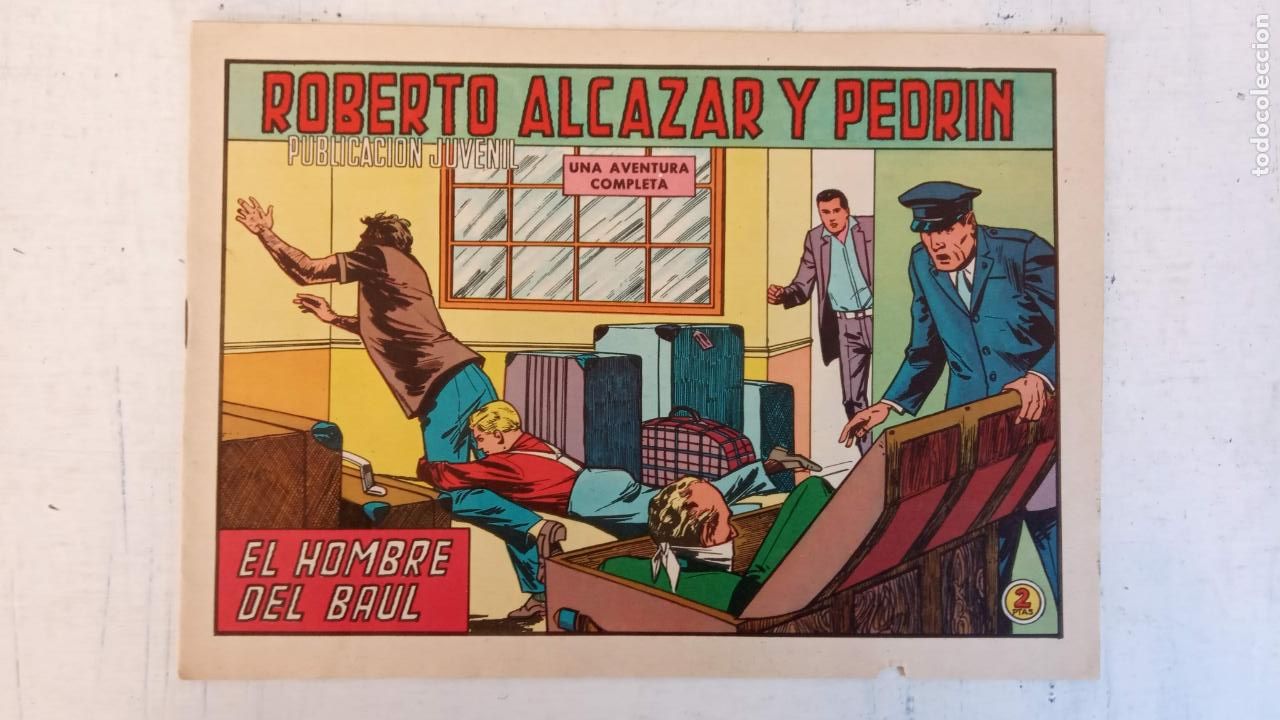 ROBERTO ALCAZAR Y PEDRIN
PUBLICACION JUVENIL
UNA AVENTURA
COMPLETA
EL HOMBRE
DEL BAUL
2
PTAS
todocoleccion